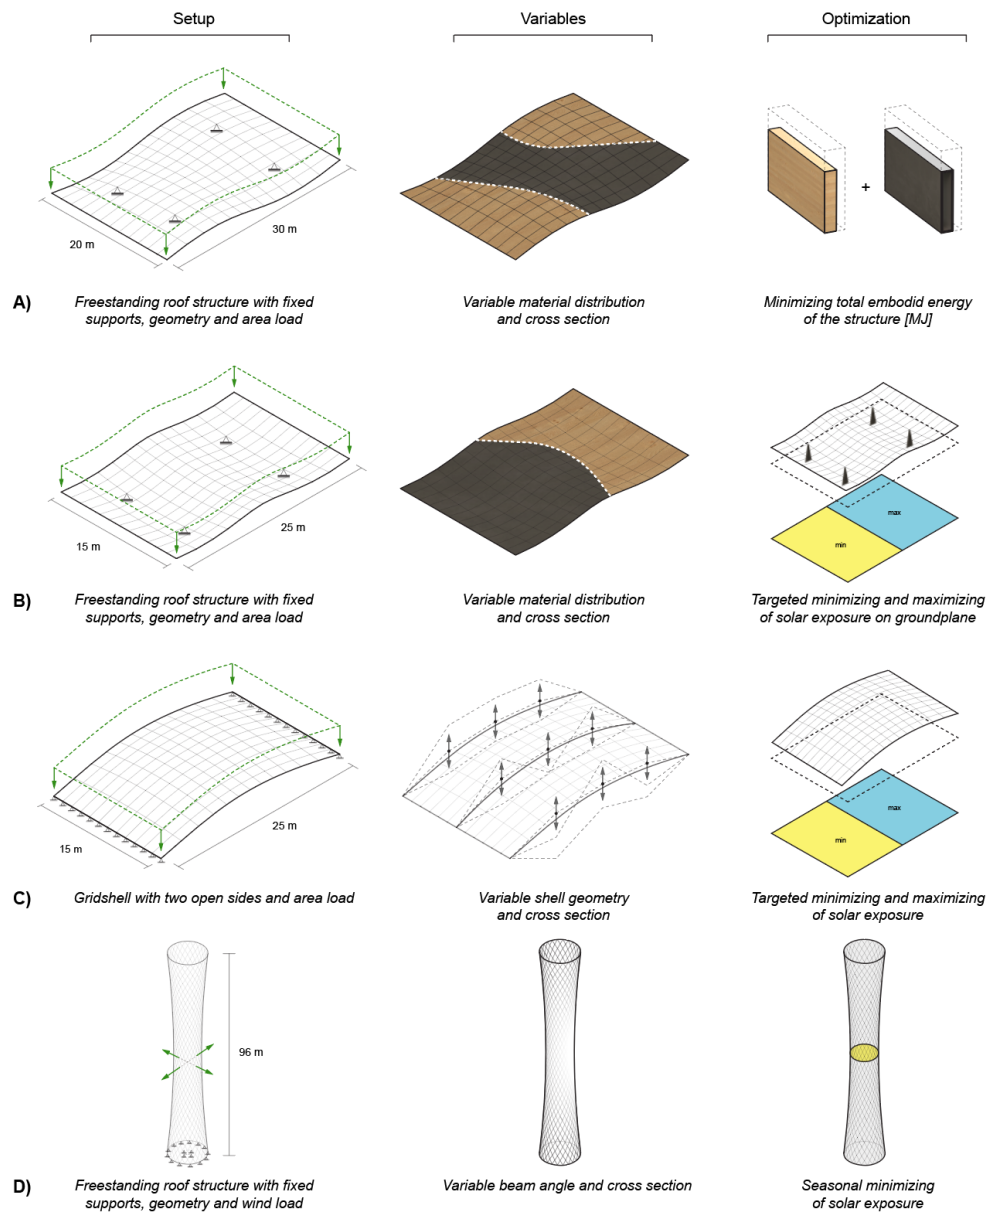 Setup
Variables
Optimization
20 m
30 m
+
A)
Freestanding roof structure with fixed
supports, geometry and area load
Variable material distribution
and cross section
Minimizing total embodid energy
of the structure [MJ]
15 m
25 m
max
min
B)
Freestanding roof structure with fixed
supports, geometry and area load
Variable material distribution
and cross section
Targeted minimizing and maximizing
of solar exposure on groundplane
15 m
25 m
max
min
C)
Gridshell with two open sides and area load
Variable shell geometry
and cross section
Targeted minimizing and maximizing
of solar exposure
96 m
D)
Freestanding roof structure with fixed
supports, geometry and wind load
Variable beam angle and cross section
Seasonal minimizing
of solar exposure